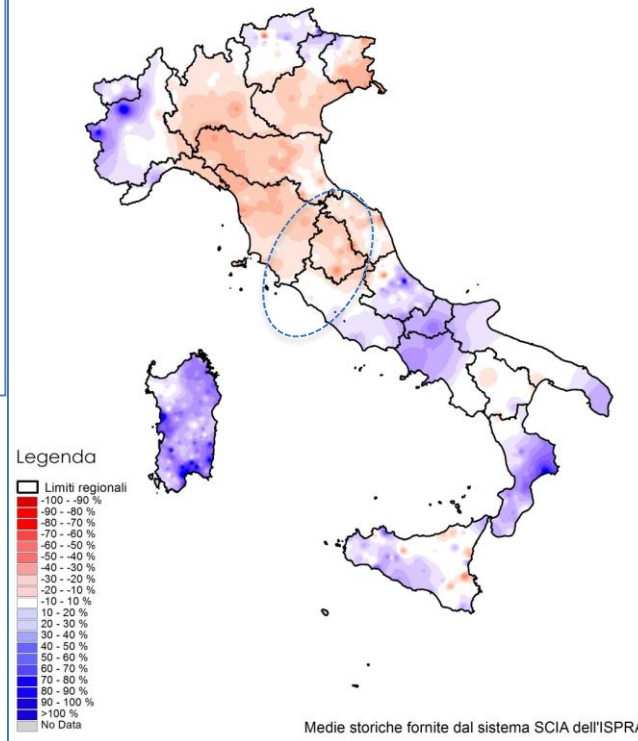 Legenda
Limiti regionali
-100 - -90 %
-90 - -80 %
-80 - -70 %
-70 - -60 %
-60 - -50 %
-50 - -40 %
-40 - -30 %
-30 - -20 %
-20 - -10 %
-10 - 10 %
10 - 20 %
20 - 30 %
30 - 40 %
40 - 50 %
50 - 60 %
60 - 70 %
70 - 80 %
80 - 90 %
90 - 100 %
>100 %
No Data
Medie storiche fornite dal sistema SCIA dell'ISPRA